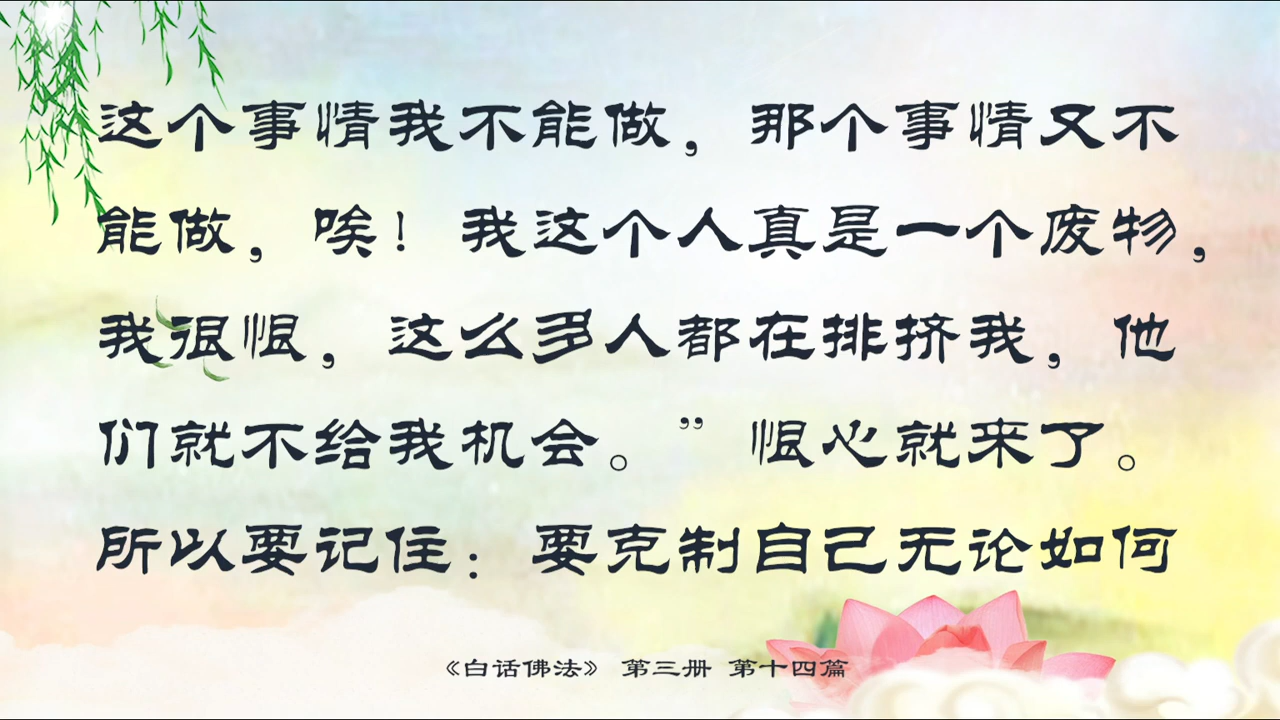 这个事情我不能做，那个事情又不
能做，唉！我这个人真是一个废物，
我很恨，这么多人都在排挤我，他
们就不给我机会。”恨心就来了。
所以要记住：要克制自己无论如何
《白话佛法》 第三册 第十四篇